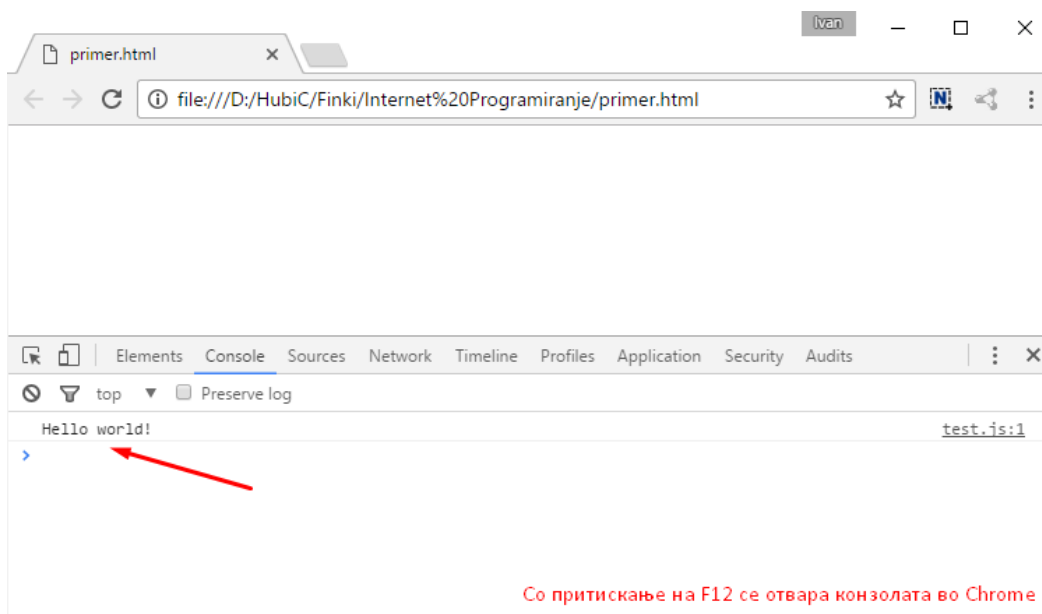 Ivan
primer.html
file:///D:/HubiC/Finki/Internet%20Programiranje/primer.html
Elements Console Sources Network Timeline Profiles Application Security Audits
top Preserve log
Hello world! test.js:1
Со притискање на F12 се отвара конзолата во Chrome